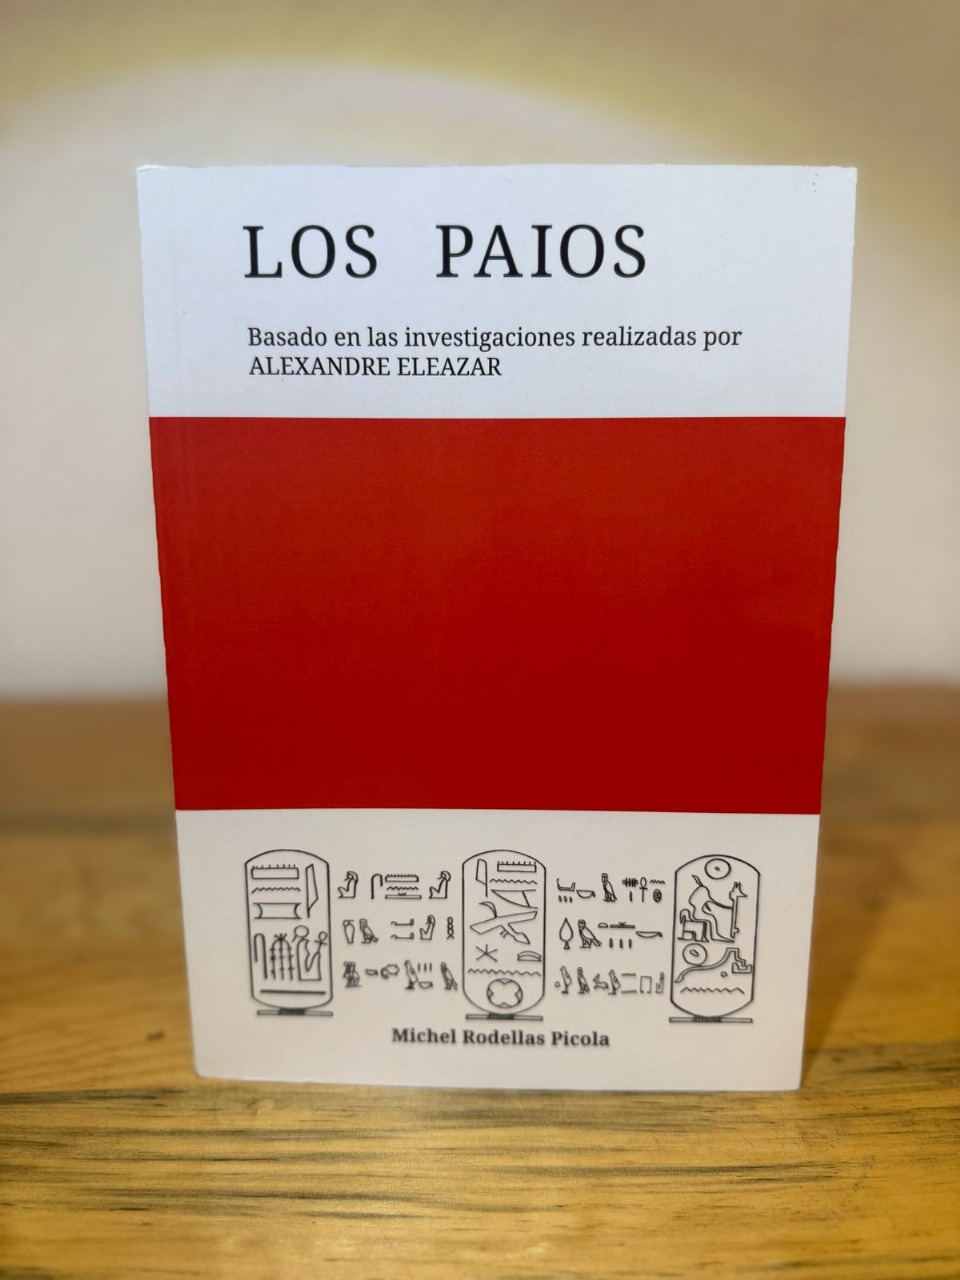 LOS PAIOS
Basado en las investigaciones realizadas por
ALEXANDRE ELEAZAR
Michel Rodellas Picola